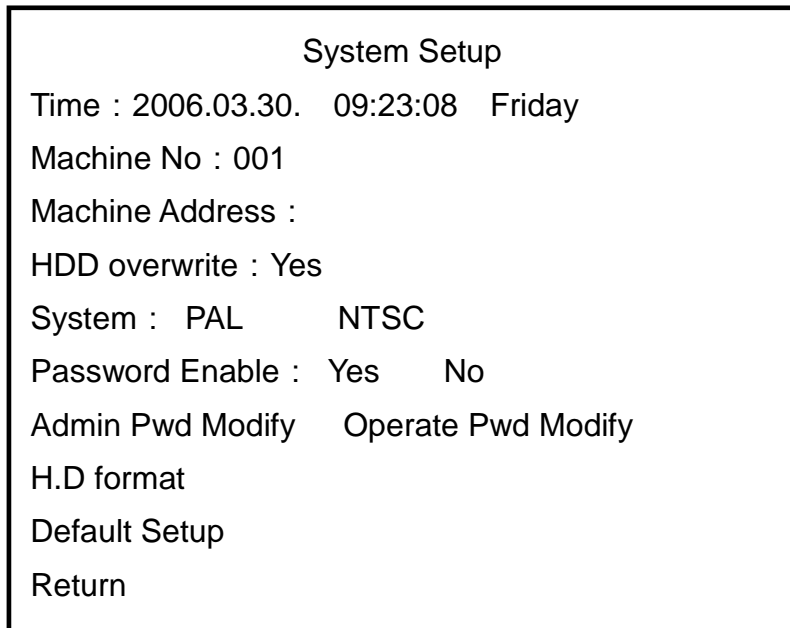 System Setup
Time：2006.03.30. 09:23:08 Friday
Machine No：001
Machine Address：
HDD overwrite：Yes
System： PAL NTSC
Password Enable： Yes No
Admin Pwd Modify Operate Pwd Modify
H.D format
Default Setup
Return